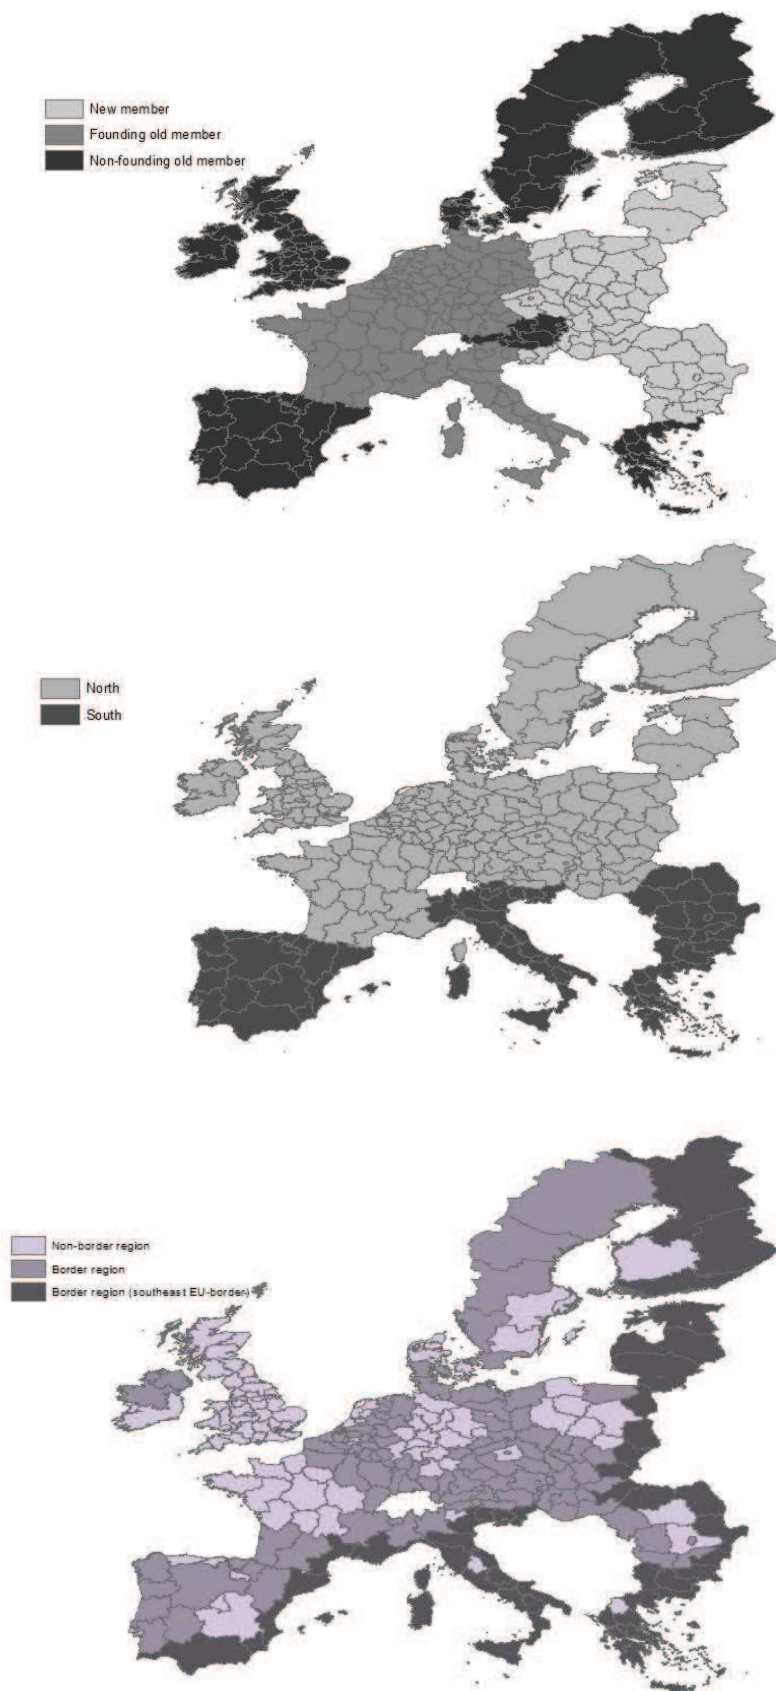 New member
Founding old member
Non-founding old member
North
South
Non-border region
Border region
Border region (southeast EU-border)